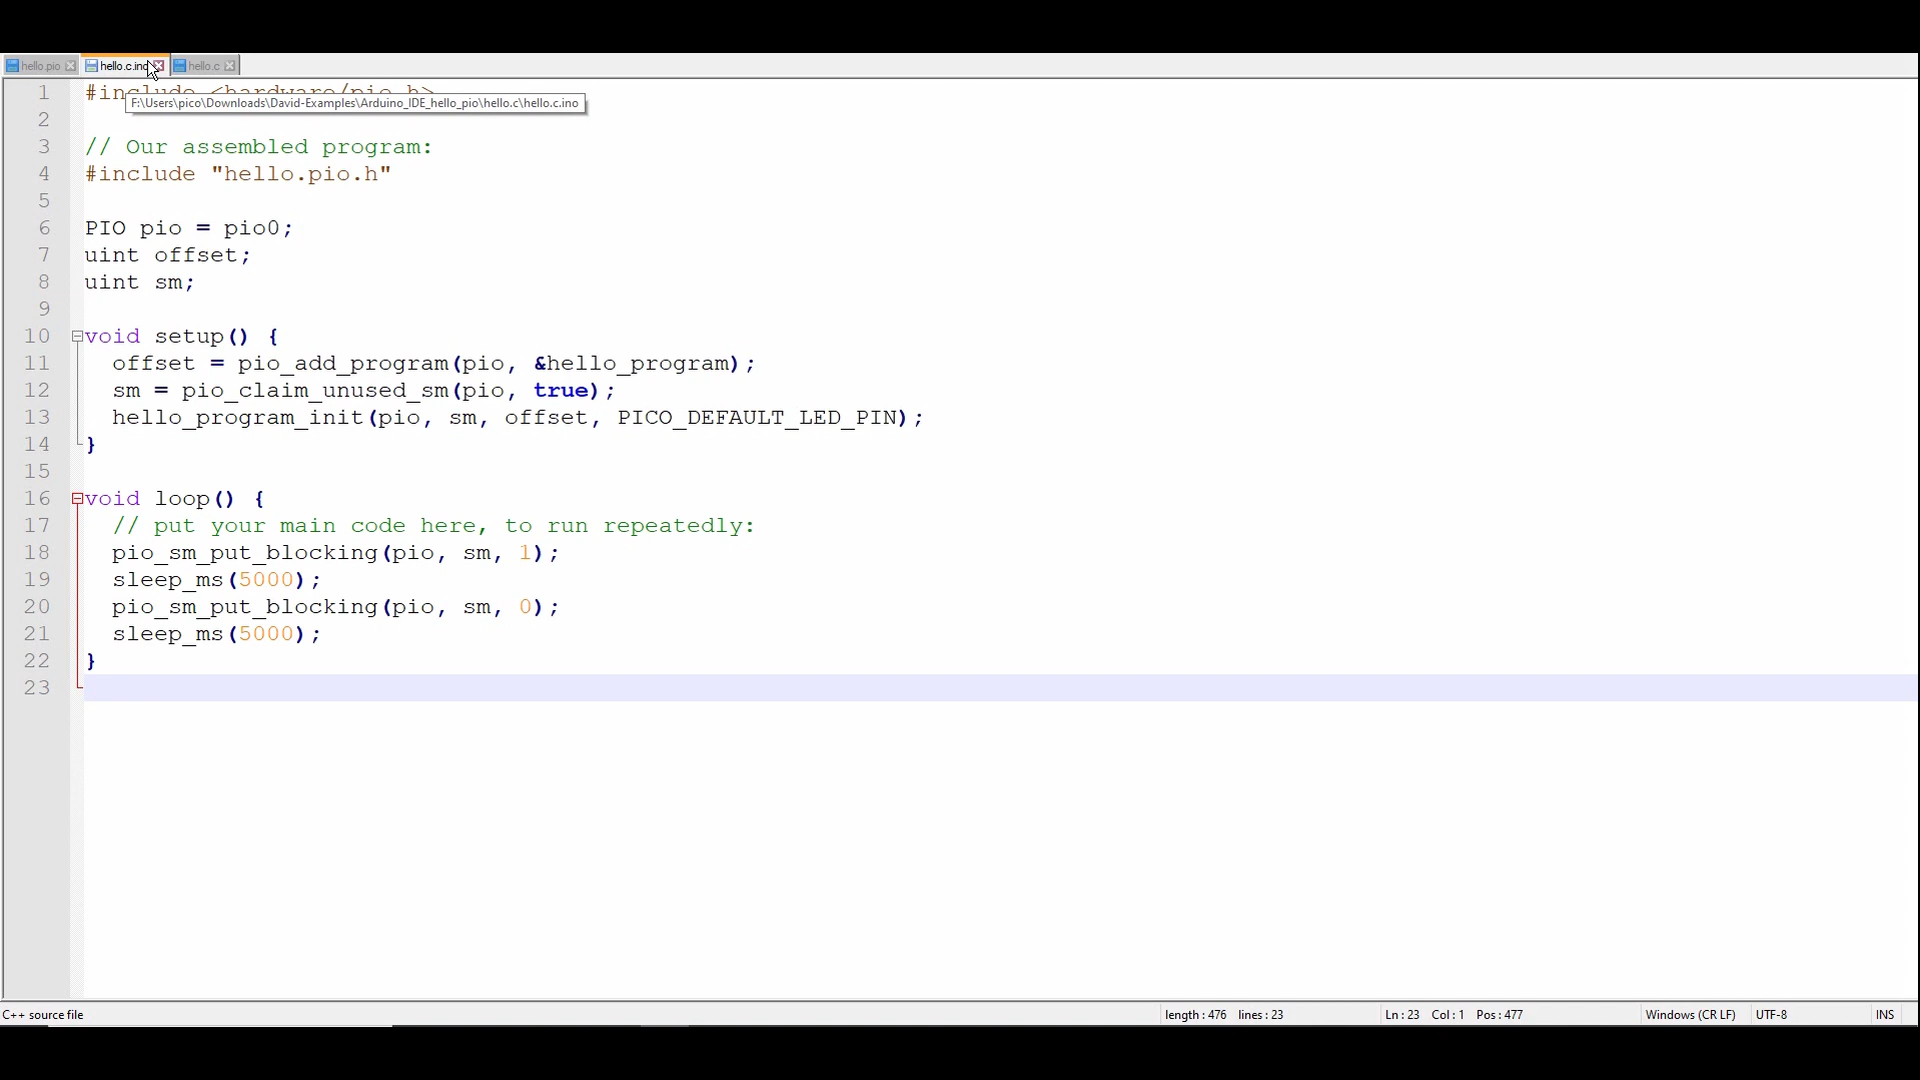 hello.pio hello.c.ino hello.c
1 #include <hardware/pio.h>
F:\Users\pico\Downloads\David-Examples\Arduino_IDE_hello_pio\hello.c\hello.c.ino
2
3 // Our assembled program:
4 #include "hello.pio.h"
5
6 PIO pio = pio0;
7 uint offset;
8 uint sm;
9
10 void setup() {
11 offset = pio_add_program(pio, &hello_program);
12 sm = pio_claim_unused_sm(pio, true);
13 hello_program_init(pio, sm, offset, PICO_DEFAULT_LED_PIN);
14 }
15
16 void loop() {
17 // put your main code here, to run repeatedly:
18 pio_sm_put_blocking(pio, sm, 1);
19 sleep_ms(5000);
20 pio_sm_put_blocking(pio, sm, 0);
21 sleep_ms(5000);
22 }
23
C++ source file length : 476 lines : 23 Ln : 23 Col : 1 Pos : 477 Windows (CR LF) UTF-8 INS